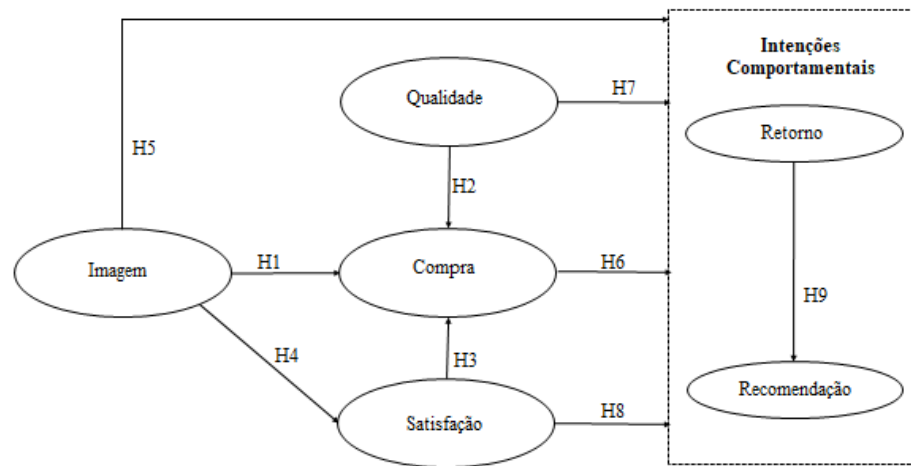 Intenções
Comportamentais
Qualidade
H7
Retorno
H5
H2
Imagem
H1
Compra
H6
H9
H4
H3
Recomendação
Satisfação
H8